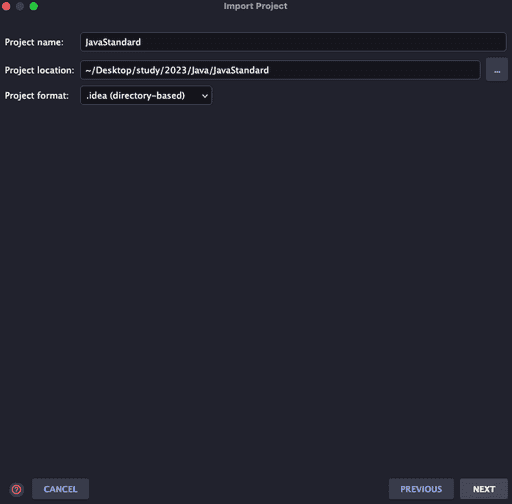 Import Project
Project name: JavaStandard
Project location: ~/Desktop/study/2023/Java/JavaStandard ...
Project format: .idea (directory-based)
? CANCEL PREVIOUS NEXT